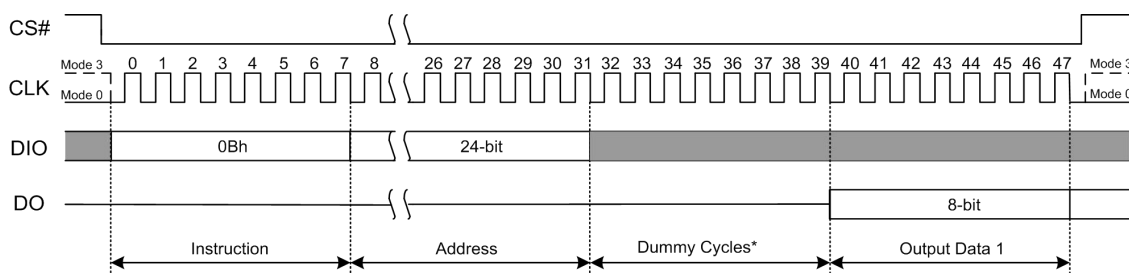 CS#
Mode 3 0 1 2 3 4 5 6 7 8 26 27 28 29 30 31 32 33 34 35 36 37 38 39 40 41 42 43 44 45 46 47 Mode 3
CLK
Mode 0 Mode 0
DIO 0Bh 24-bit
DO 8-bit
Instruction Address Dummy Cycles* Output Data 1